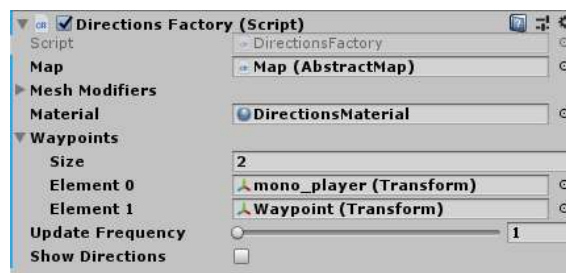 Directions Factory (Script)
Script DirectionsFactory
Map Map (AbstractMap)
Mesh Modifiers
Material DirectionsMaterial
Waypoints
Size 2
Element 0 mono_player (Transform)
Element 1 Waypoint (Transform)
Update Frequency 1
Show Directions